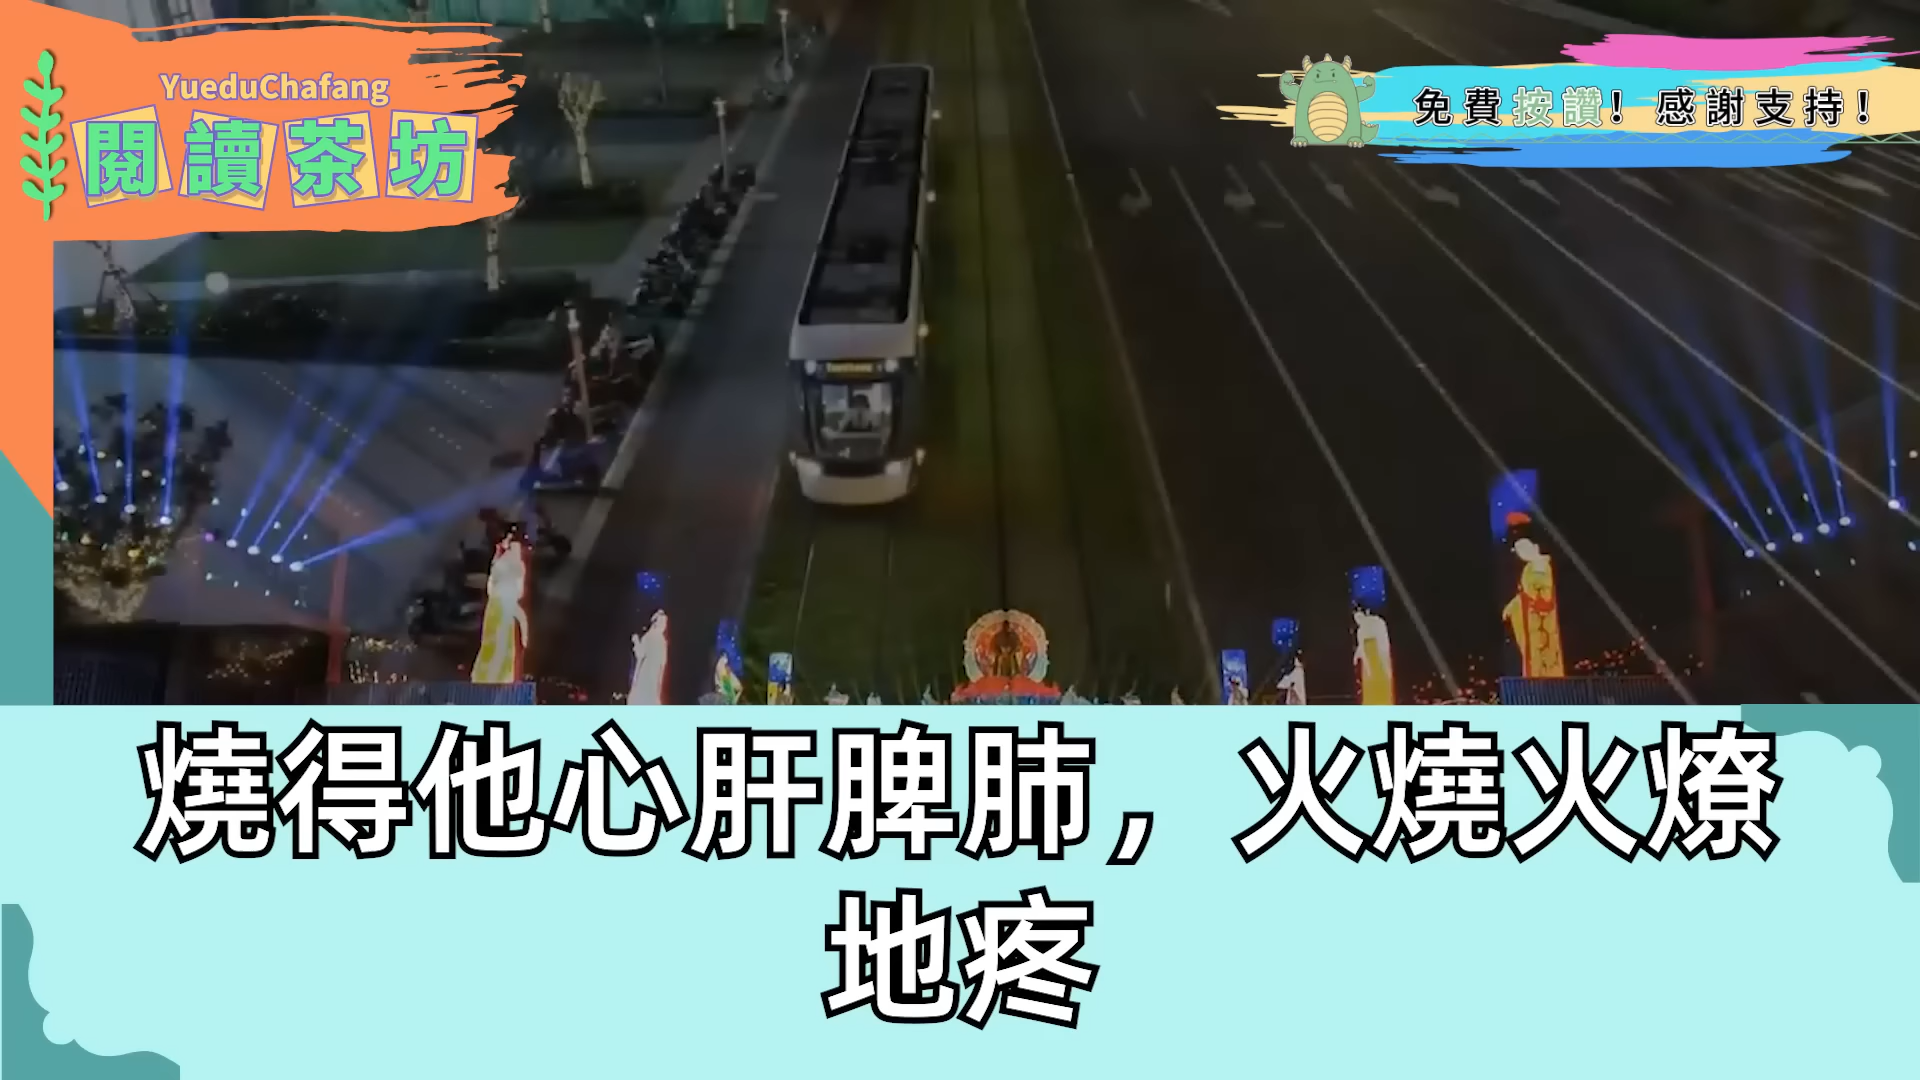 YueduChafang
閱讀茶坊
免費按讚！感謝支持！
燒得他心肝脾肺，火燒火燎
地疼